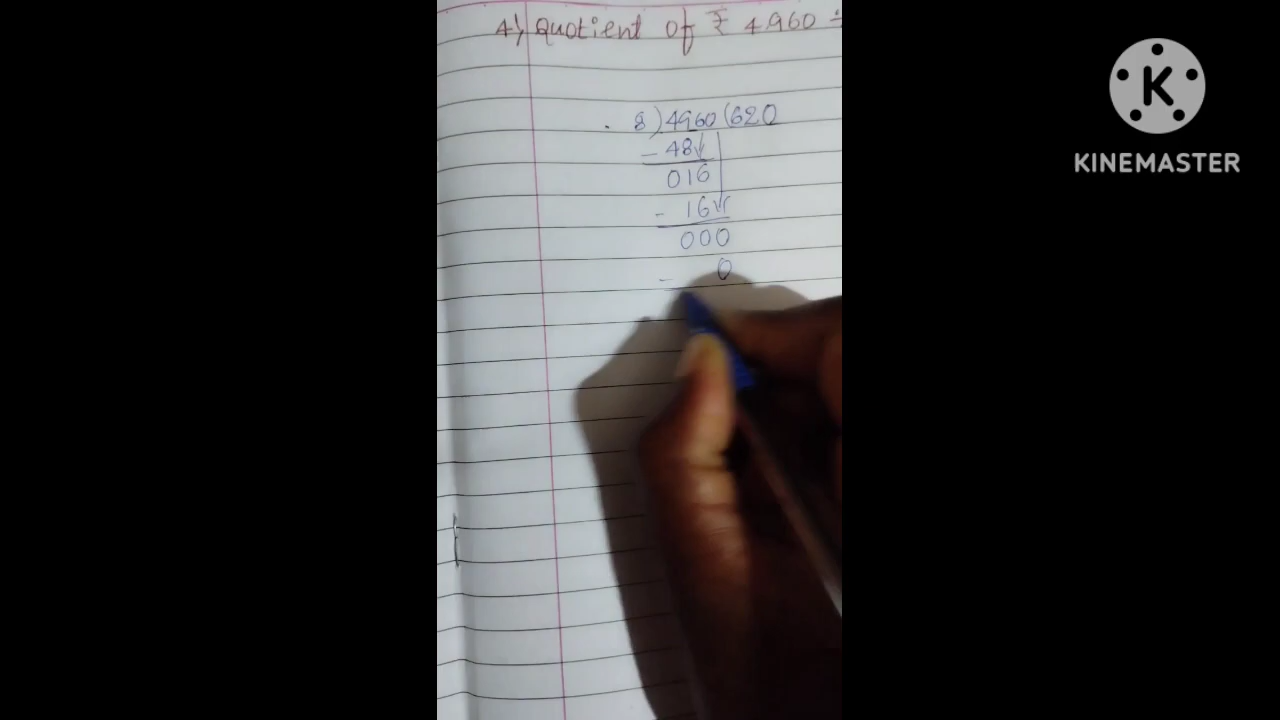 4) Quotient of ₹ 4960 ÷
8 ) 4960 ( 620
- 48↓
016
- 16↓
000
- 0
K
KINEMASTER